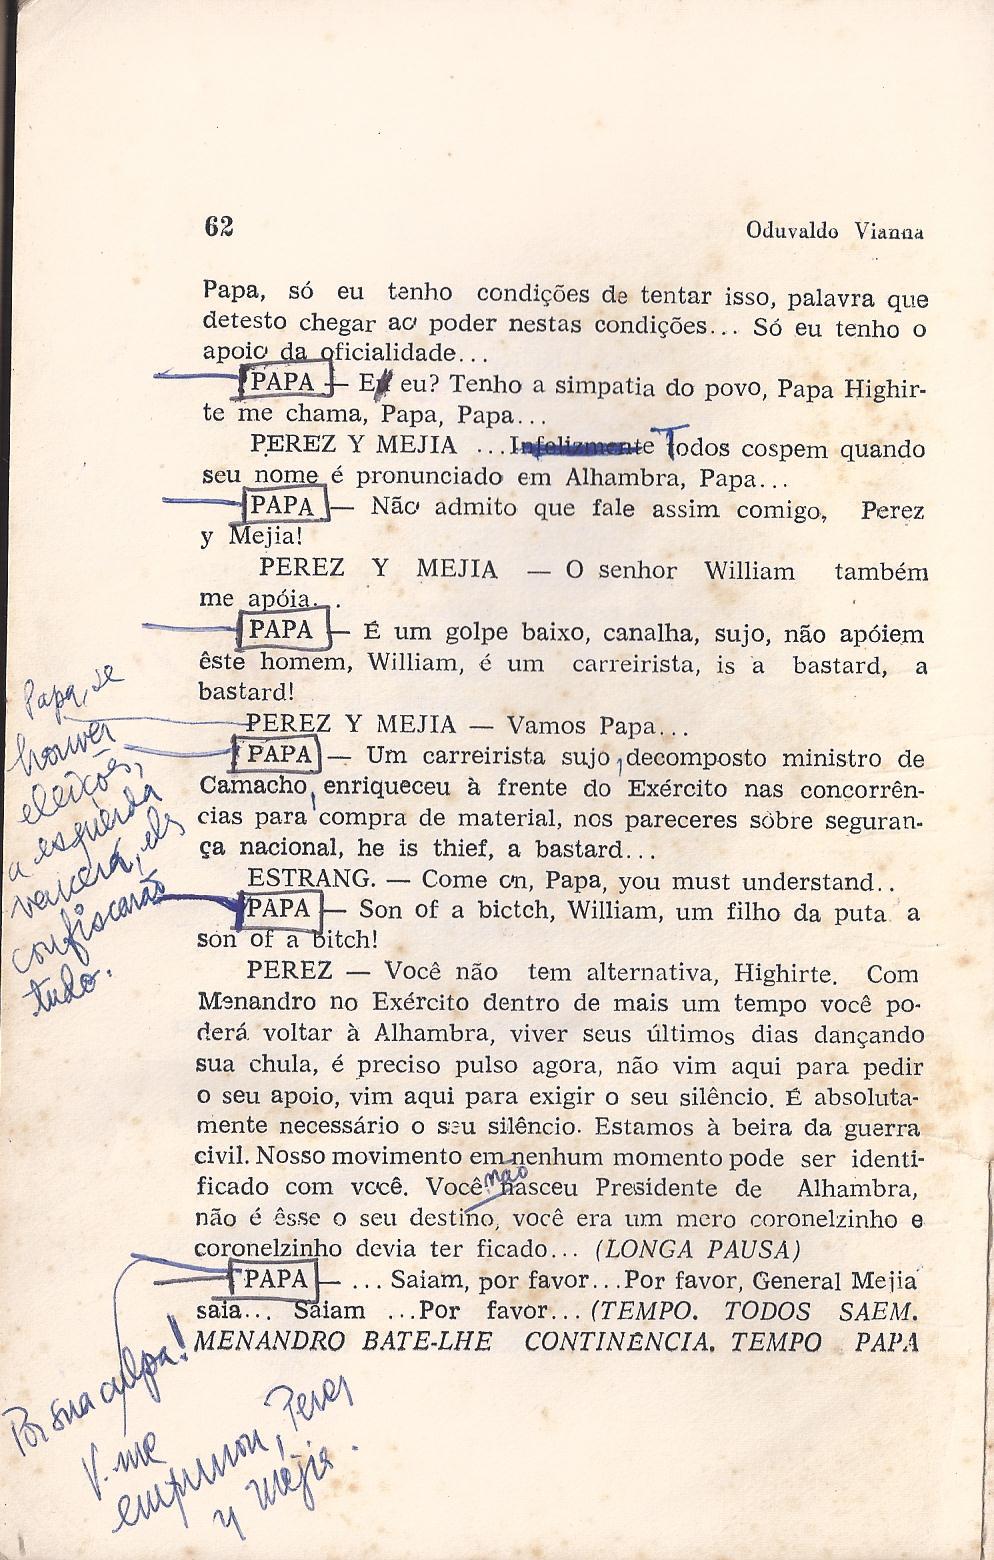 62
Oduvaldo Vianna
Papa, só eu tenho condições de tentar isso, palavra que
detesto chegar ao poder nestas condições... Só eu tenho o
apoio da oficialidade...
PAPA — E eu? Tenho a simpatia do povo, Papa Highir-
te me chama, Papa, Papa...
PEREZ Y MEJIA ...Infelizmente Todos cospem quando
seu nome é pronunciado em Alhambra, Papa...
PAPA — Não admito que fale assim comigo, Perez
y Mejia!
PEREZ Y MEJIA — O senhor William também
me apóia...
PAPA — É um golpe baixo, canalha, sujo, não apóiem
êste homem, William, é um carreirista, is a bastard, a
bastard!
Papa, se
houver
eleições,
a esquerda
vencerá, eles
confiscarão
tudo.
PEREZ Y MEJIA — Vamos Papa...
PAPA — Um carreirista sujo, decomposto ministro de
Camacho, enriqueceu à frente do Exército nas concorrên-
cias para compra de material, nos pareceres sôbre seguran-
ça nacional, he is thief, a bastard...
ESTRANG. — Come on, Papa, you must understand..
PAPA — Son of a bictch, William, um filho da puta a
son of a bitch!
PEREZ — Você não tem alternativa, Highirte. Com
Menandro no Exército dentro de mais um tempo você po-
derá voltar à Alhambra, viver seus últimos dias dançando
sua chula, é preciso pulso agora, não vim aqui para pedir
o seu apoio, vim aqui para exigir o seu silêncio. É absoluta-
mente necessário o seu silêncio. Estamos à beira da guerra
civil. Nosso movimento em nenhum momento pode ser identi-
ficado com você. Você não nasceu Presidente de Alhambra,
não é êsse o seu destino, você era um mero coronelzinho e
coronelzinho devia ter ficado... (LONGA PAUSA)
PAPA — ... Saiam, por favor...Por favor, General Mejia
saia... Saiam ...Por favor... (TEMPO. TODOS SAEM.
MENANDRO BATE-LHE CONTINÊNCIA. TEMPO PAPA
Por sua culpa!
V. me
empurrou, Perez
y Mejia.